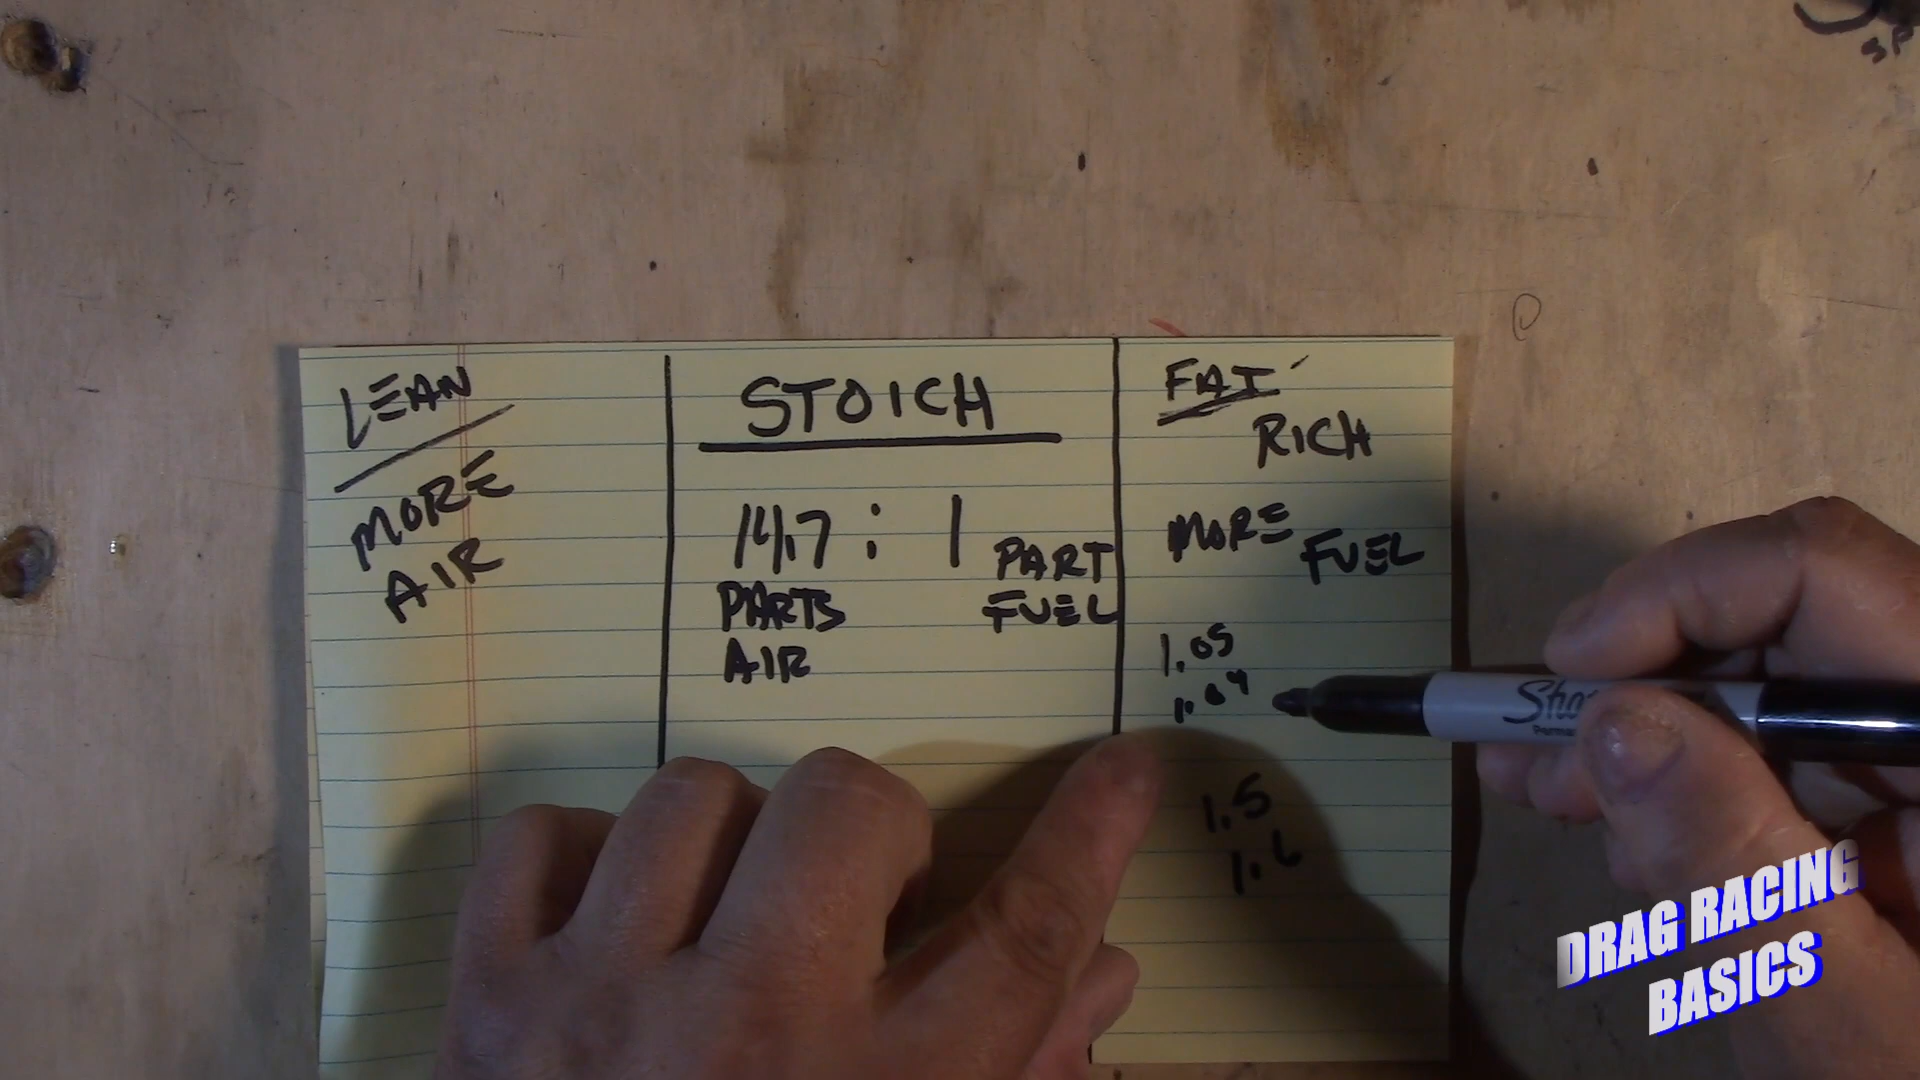 LEAN
MORE
AIR
STOICH
14.7 : 1
PARTS
AIR
PART
FUEL
FAT
RICH
MORE
FUEL
1.05
1.04
1.5
1.6
SP
DRAG RACING
BASICS